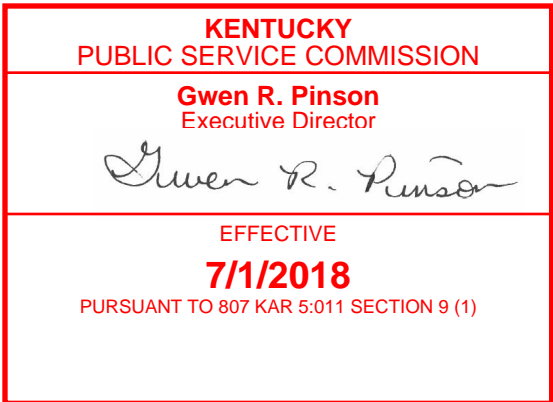 KENTUCKY
PUBLIC SERVICE COMMISSION
Gwen R. Pinson
Executive Director
Gwen R. Pinson
EFFECTIVE
7/1/2018
PURSUANT TO 807 KAR 5:011 SECTION 9 (1)